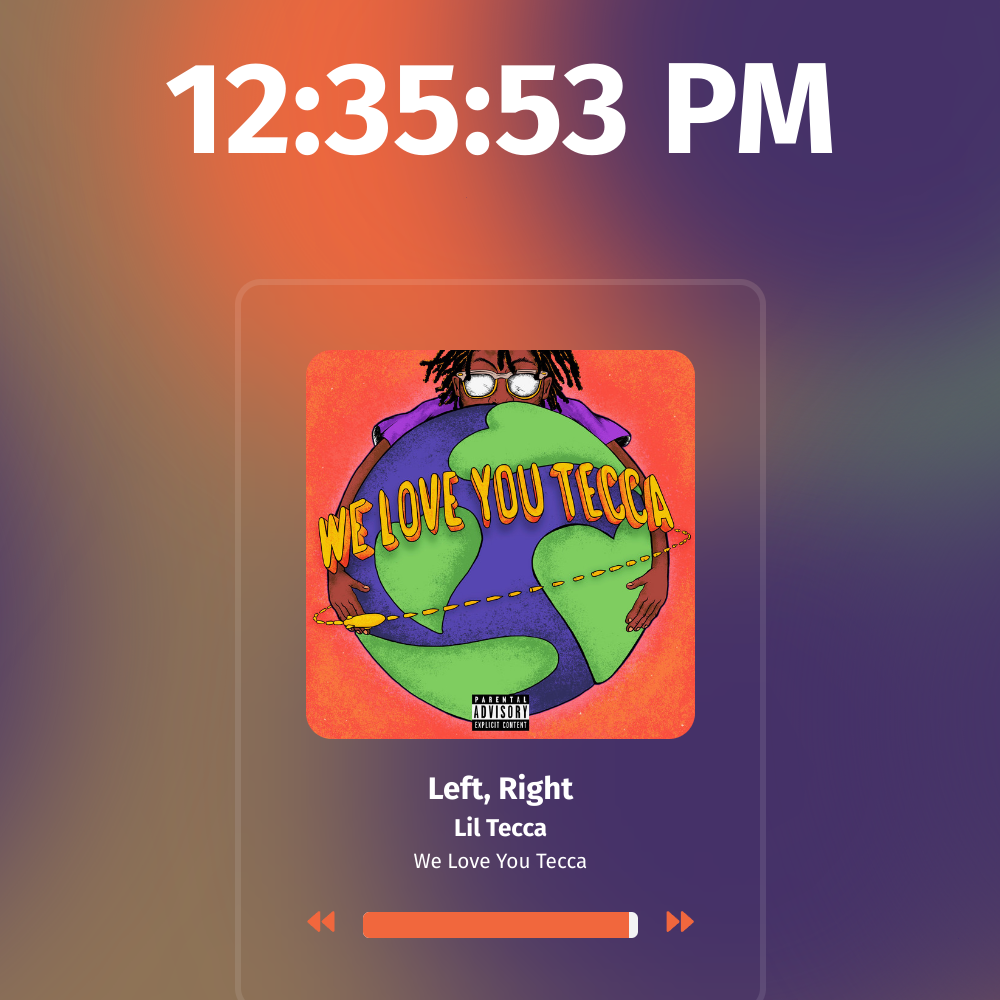 12:35:53 PM
WE LOVE YOU TECCA
PARENTAL
ADVISORY
EXPLICIT CONTENT
Left, Right
Lil Tecca
We Love You Tecca